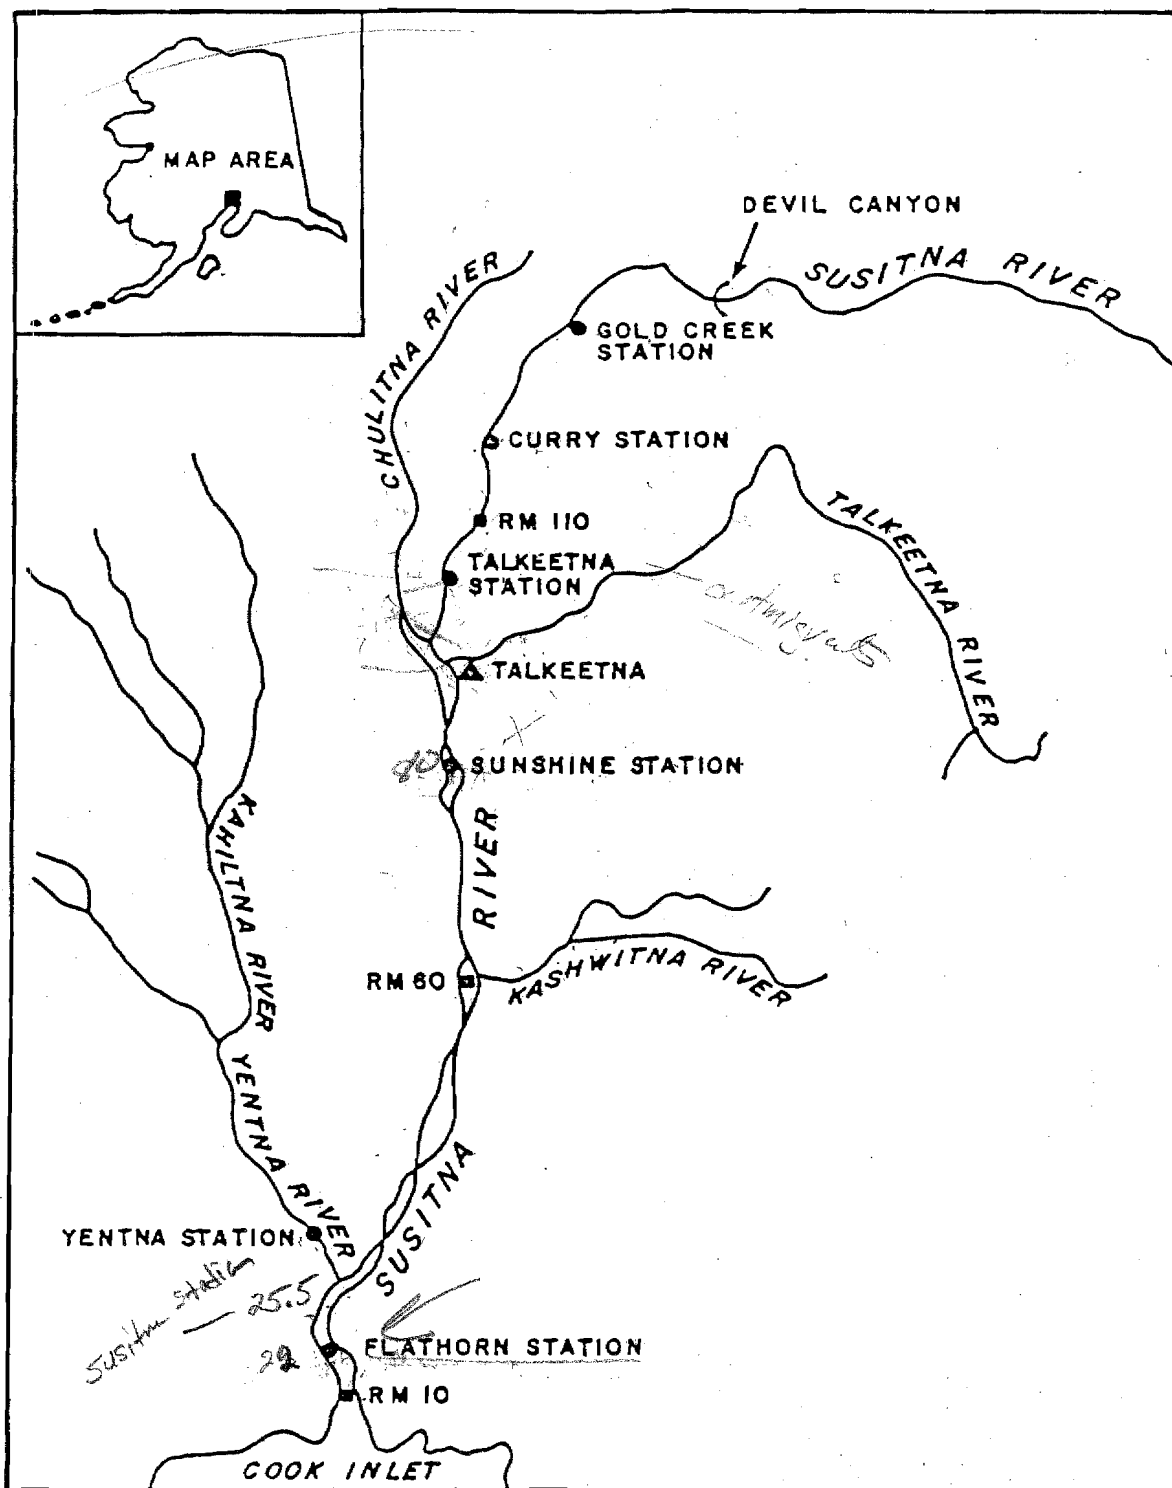 MAP AREA
DEVIL CANYON
SUSITNA RIVER
CHULITNA RIVER
GOLD CREEK
STATION
CURRY STATION
TALKEETNA RIVER
RM 110
TALKEETNA
STATION
TALKEETNA
80
SUNSHINE STATION
KAHILTNA RIVER
RIVER
RM 60
KASHWITNA RIVER
YENTNA RIVER
SUSITNA
YENTNA STATION
Susitna Station
25.5
22
FLATHORN STATION
RM 10
COOK INLET